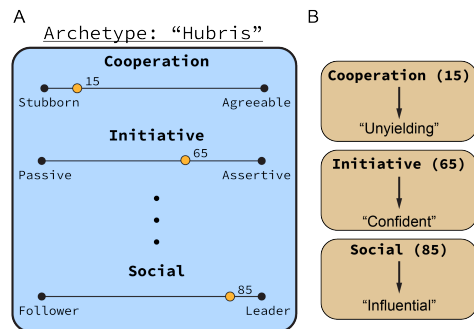 A
Archetype: “Hubris”
Cooperation
15
Stubborn Agreeable
Initiative
65
Passive Assertive
Social
85
Follower Leader
B
Cooperation (15)
“Unyielding”
Initiative (65)
“Confident”
Social (85)
“Influential”